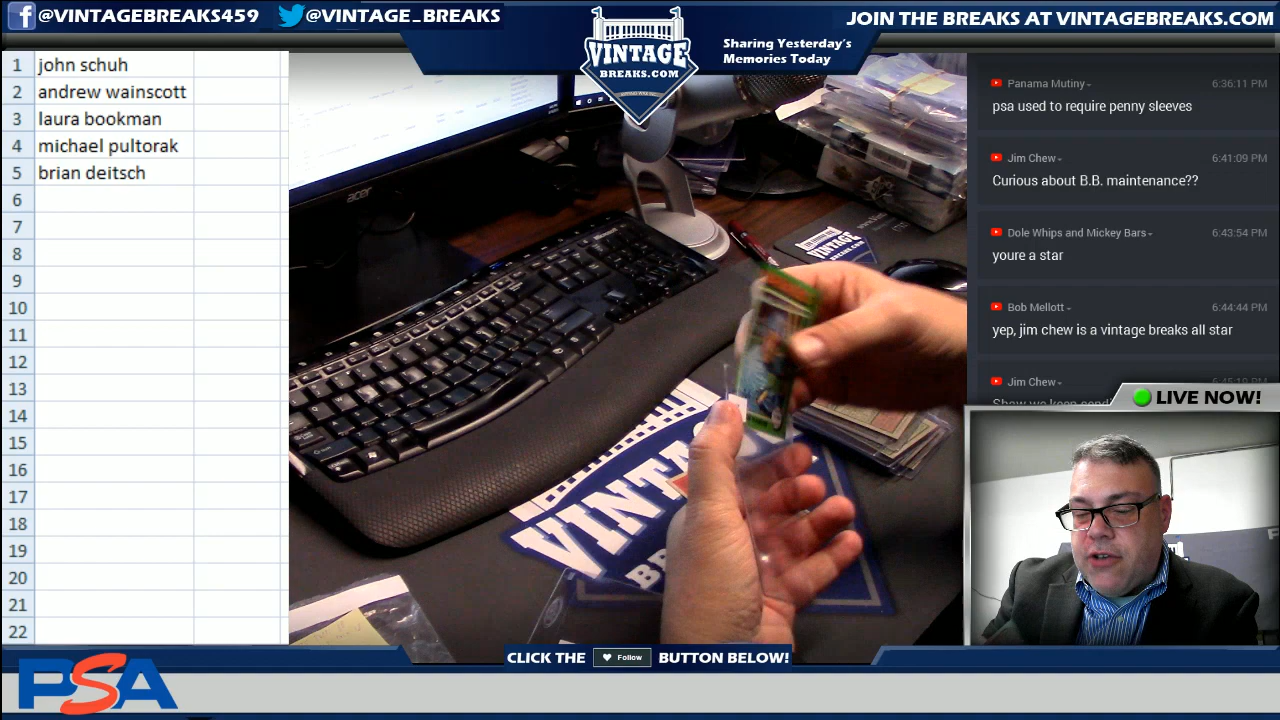 @VINTAGEBREAKS459
@VINTAGE_BREAKS
VINTAGE
BREAKS.COM
Sharing Yesterday's
Memories Today
JOIN THE BREAKS AT VINTAGEBREAKS.COM
1 john schuh
2 andrew wainscott
3 laura bookman
4 michael pultorak
5 brian deitsch
6
7
8
9
10
11
12
13
14
15
16
17
18
19
20
21
22
acer
VINTAGE
VINTA
BR
Panama Mutiny 6:36:11 PM
psa used to require penny sleeves
Jim Chew 6:41:09 PM
Curious about B.B. maintenance??
Dole Whips and Mickey Bars 6:43:54 PM
youre a star
Bob Mellott 6:44:44 PM
yep, jim chew is a vintage breaks all star
Jim Chew
LIVE NOW!
CLICK THE Follow BUTTON BELOW!
PSA